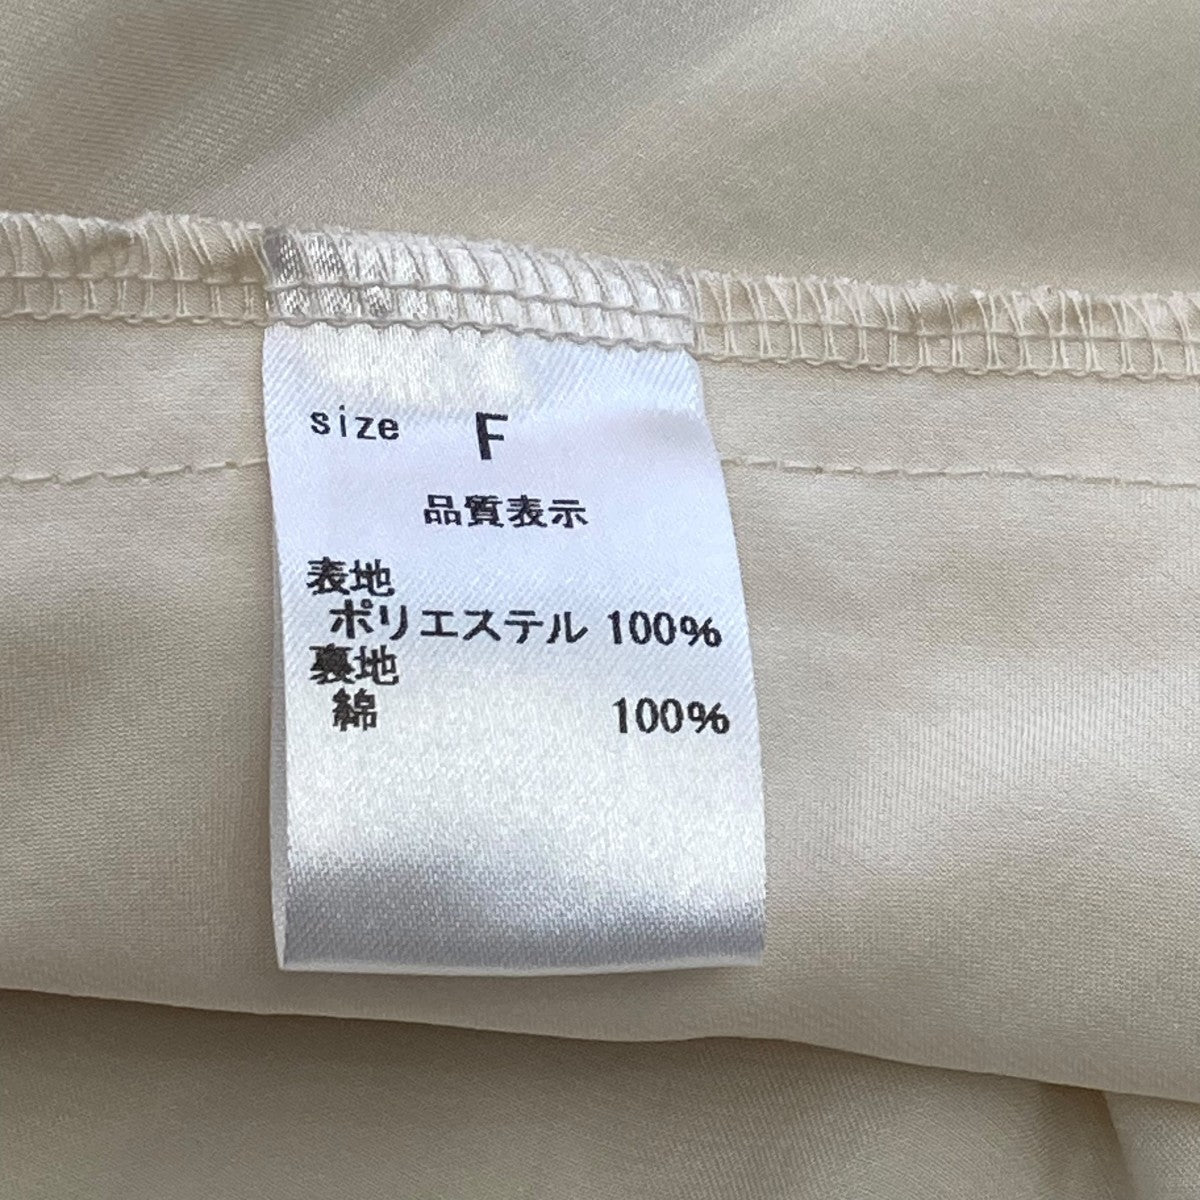 size F
品質表示
表地
ポリエステル 100%
裏地
綿 100%